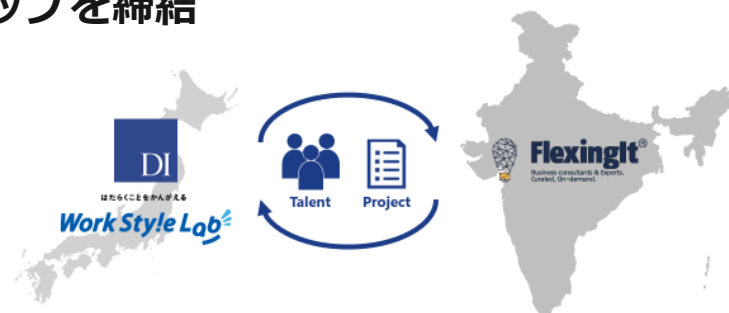 ップを締結
DI
はたらくことをかんがえる
Work Style Lab
Talent
Project
FlexingIt®
Business consultants & Experts.
Curated, On-demand.